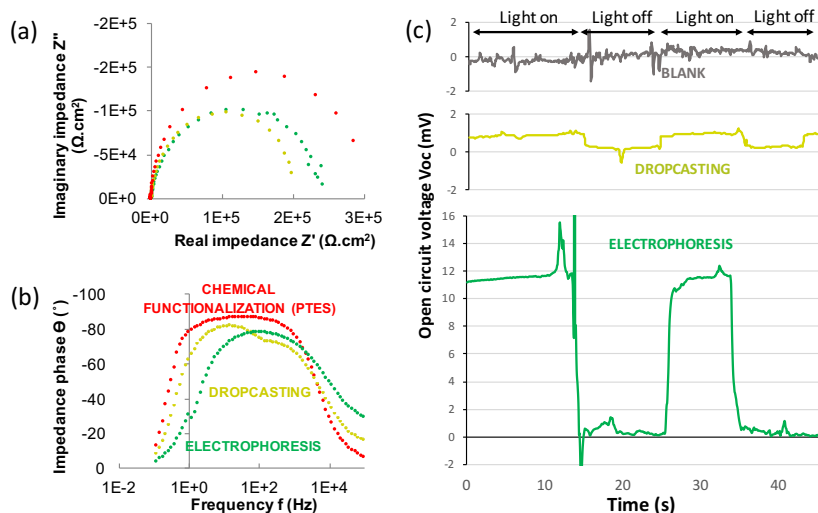 (a)
Imaginary impedance Z"
(Ω.cm²)
-2E+5
-2E+5
-1E+5
-5E+4
0E+0
0E+0
1E+5
2E+5
3E+5
Real impedance Z' (Ω.cm²)
(b)
Impedance phase Θ (°)
-100
-80
-60
-40
-20
0
CHEMICAL
FUNCTIONALIZATION (PTES)
DROPCASTING
ELECTROPHORESIS
1E-2
1E+0
1E+2
1E+4
Frequency f (Hz)
(c)
Light on
Light off
Light on
Light off
2
0
-2
BLANK
2
0
-2
DROPCASTING
Open circuit voltage Voc (mV)
16
14
12
10
8
6
4
2
0
-2
ELECTROPHORESIS
0
10
20
30
40
Time (s)